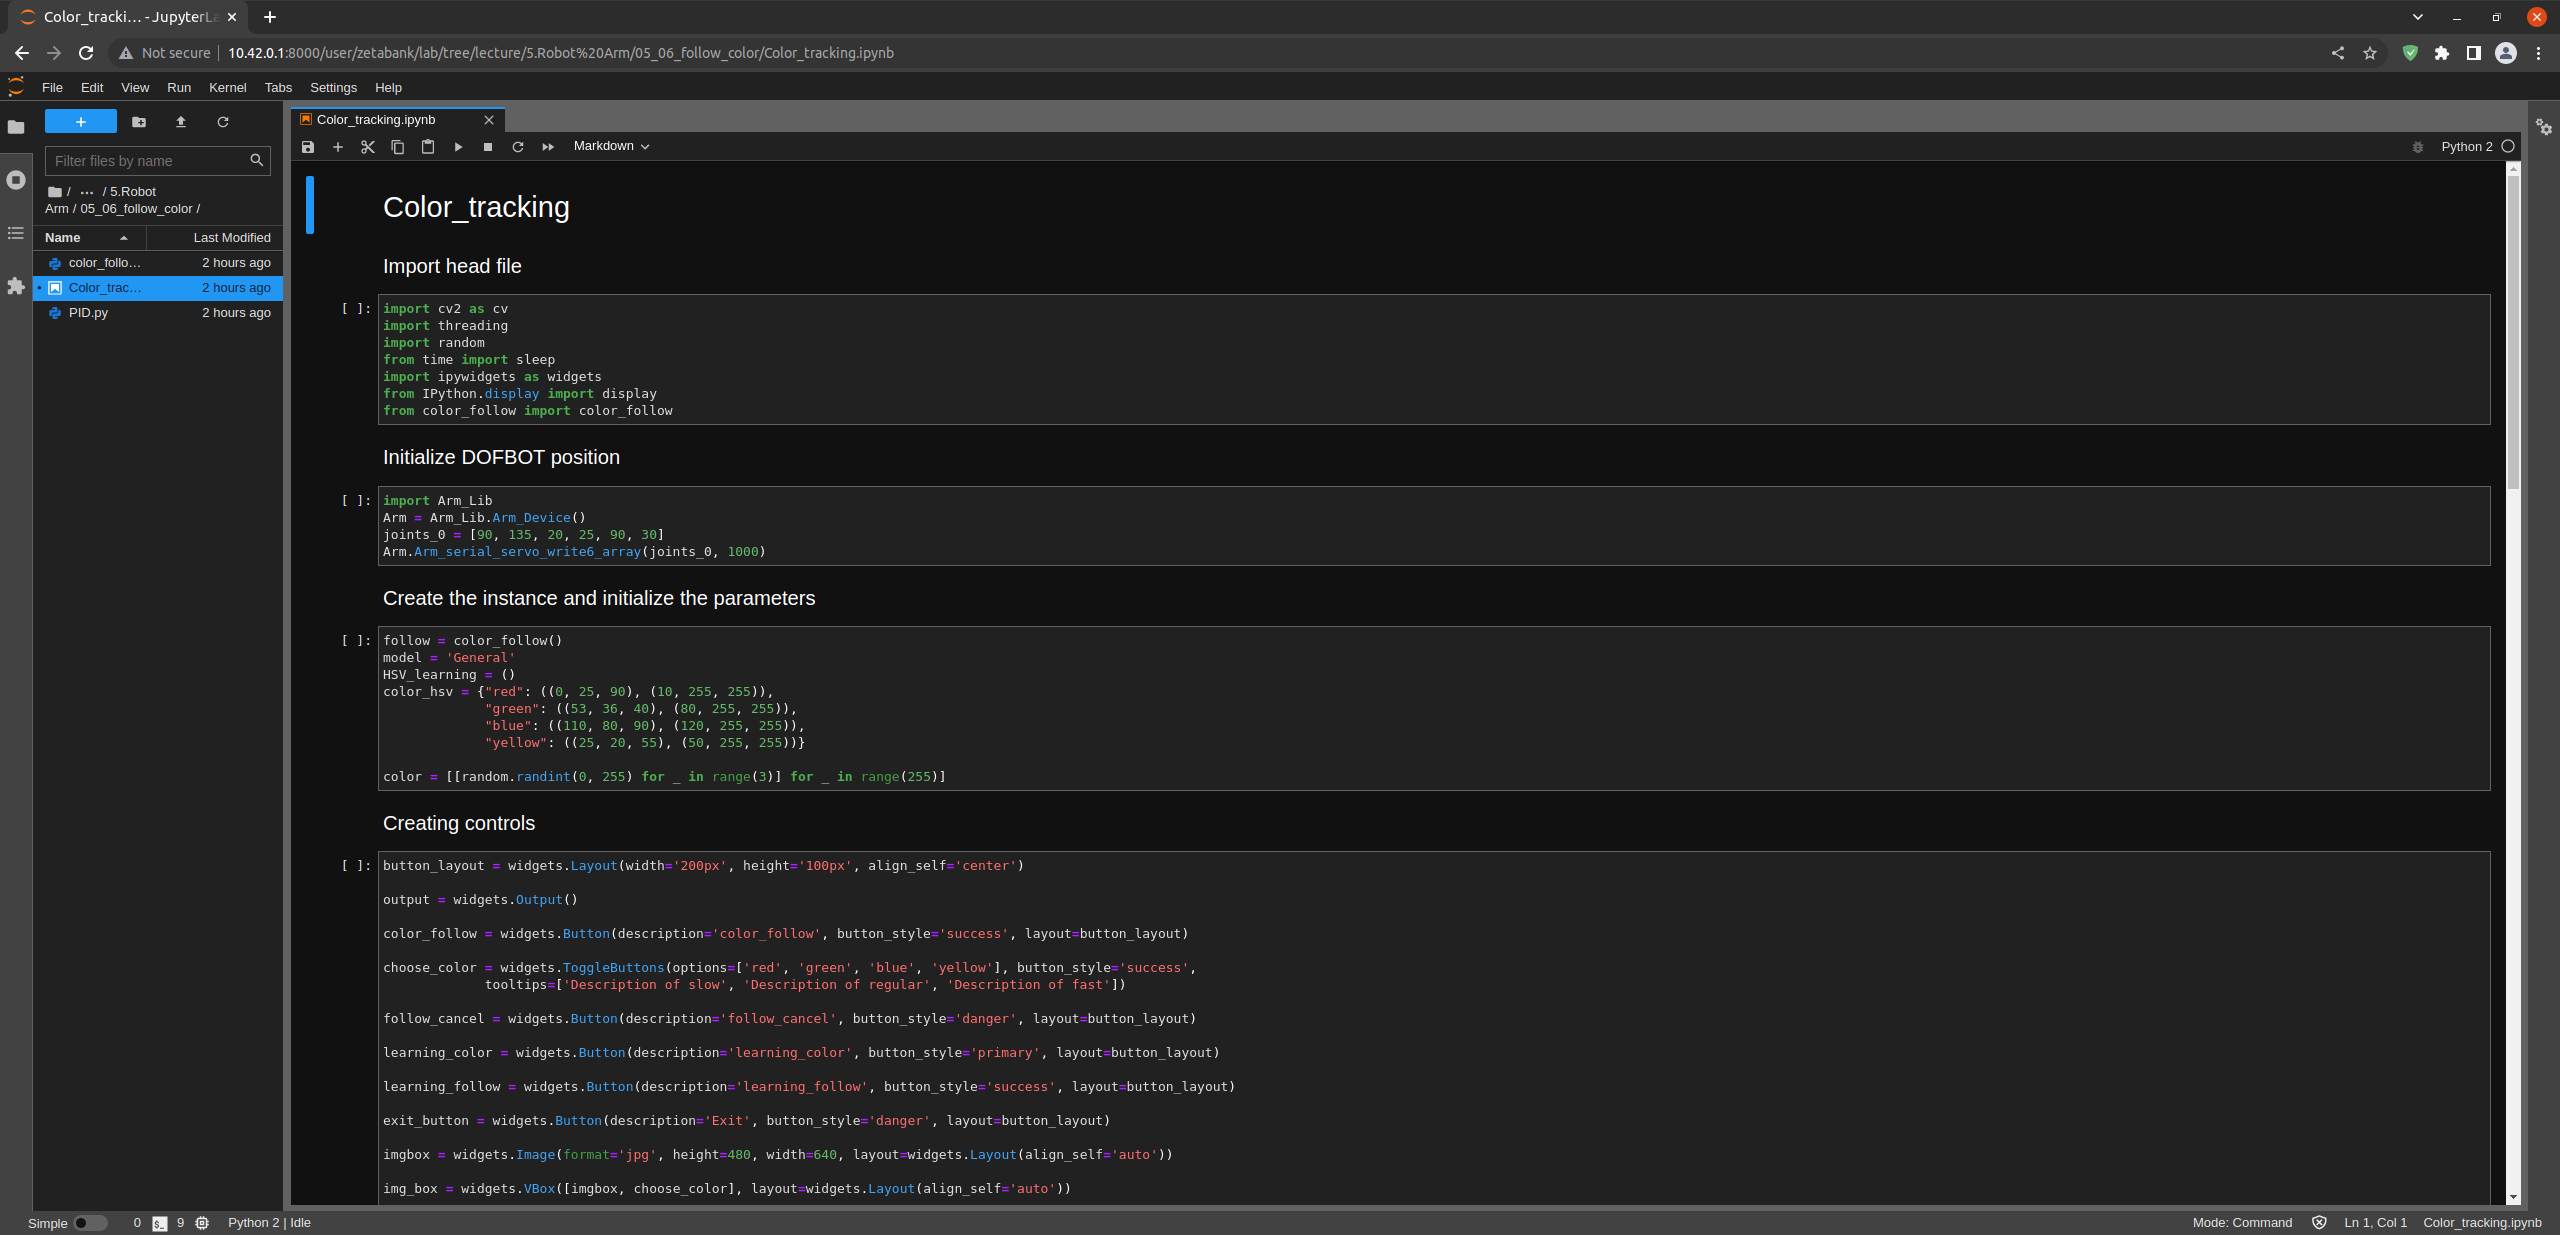 Color_tracki... - JupyterLa
Not secure | 10.42.0.1:8000/user/zetabank/lab/tree/lecture/5.Robot%20Arm/05_06_follow_color/Color_tracking.ipynb
File Edit View Run Kernel Tabs Settings Help
Color_tracking.ipynb
Markdown
Python 2
Filter files by name
/ ... / 5.Robot
Arm / 05_06_follow_color /
Name Last Modified
color_follo... 2 hours ago
Color_trac... 2 hours ago
PID.py 2 hours ago
Color_tracking
Import head file
[ ]: import cv2 as cv
import threading
import random
from time import sleep
import ipywidgets as widgets
from IPython.display import display
from color_follow import color_follow
Initialize DOFBOT position
[ ]: import Arm_Lib
Arm = Arm_Lib.Arm_Device()
joints_0 = [90, 135, 20, 25, 90, 30]
Arm.Arm_serial_servo_write6_array(joints_0, 1000)
Create the instance and initialize the parameters
[ ]: follow = color_follow()
model = 'General'
HSV_learning = ()
color_hsv = {"red": ((0, 25, 90), (10, 255, 255)),
"green": ((53, 36, 40), (80, 255, 255)),
"blue": ((110, 80, 90), (120, 255, 255)),
"yellow": ((25, 20, 55), (50, 255, 255))}
color = [[random.randint(0, 255) for _ in range(3)] for _ in range(255)]
Creating controls
[ ]: button_layout = widgets.Layout(width='200px', height='100px', align_self='center')
output = widgets.Output()
color_follow = widgets.Button(description='color_follow', button_style='success', layout=button_layout)
choose_color = widgets.ToggleButtons(options=['red', 'green', 'blue', 'yellow'], button_style='success',
tooltips=['Description of slow', 'Description of regular', 'Description of fast'])
follow_cancel = widgets.Button(description='follow_cancel', button_style='danger', layout=button_layout)
learning_color = widgets.Button(description='learning_color', button_style='primary', layout=button_layout)
learning_follow = widgets.Button(description='learning_follow', button_style='success', layout=button_layout)
exit_button = widgets.Button(description='Exit', button_style='danger', layout=button_layout)
imgbox = widgets.Image(format='jpg', height=480, width=640, layout=widgets.Layout(align_self='auto'))
img_box = widgets.VBox([imgbox, choose_color], layout=widgets.Layout(align_self='auto'))
Simple 0 $_ 9 Python 2 | Idle Mode: Command Ln 1, Col 1 Color_tracking.ipynb